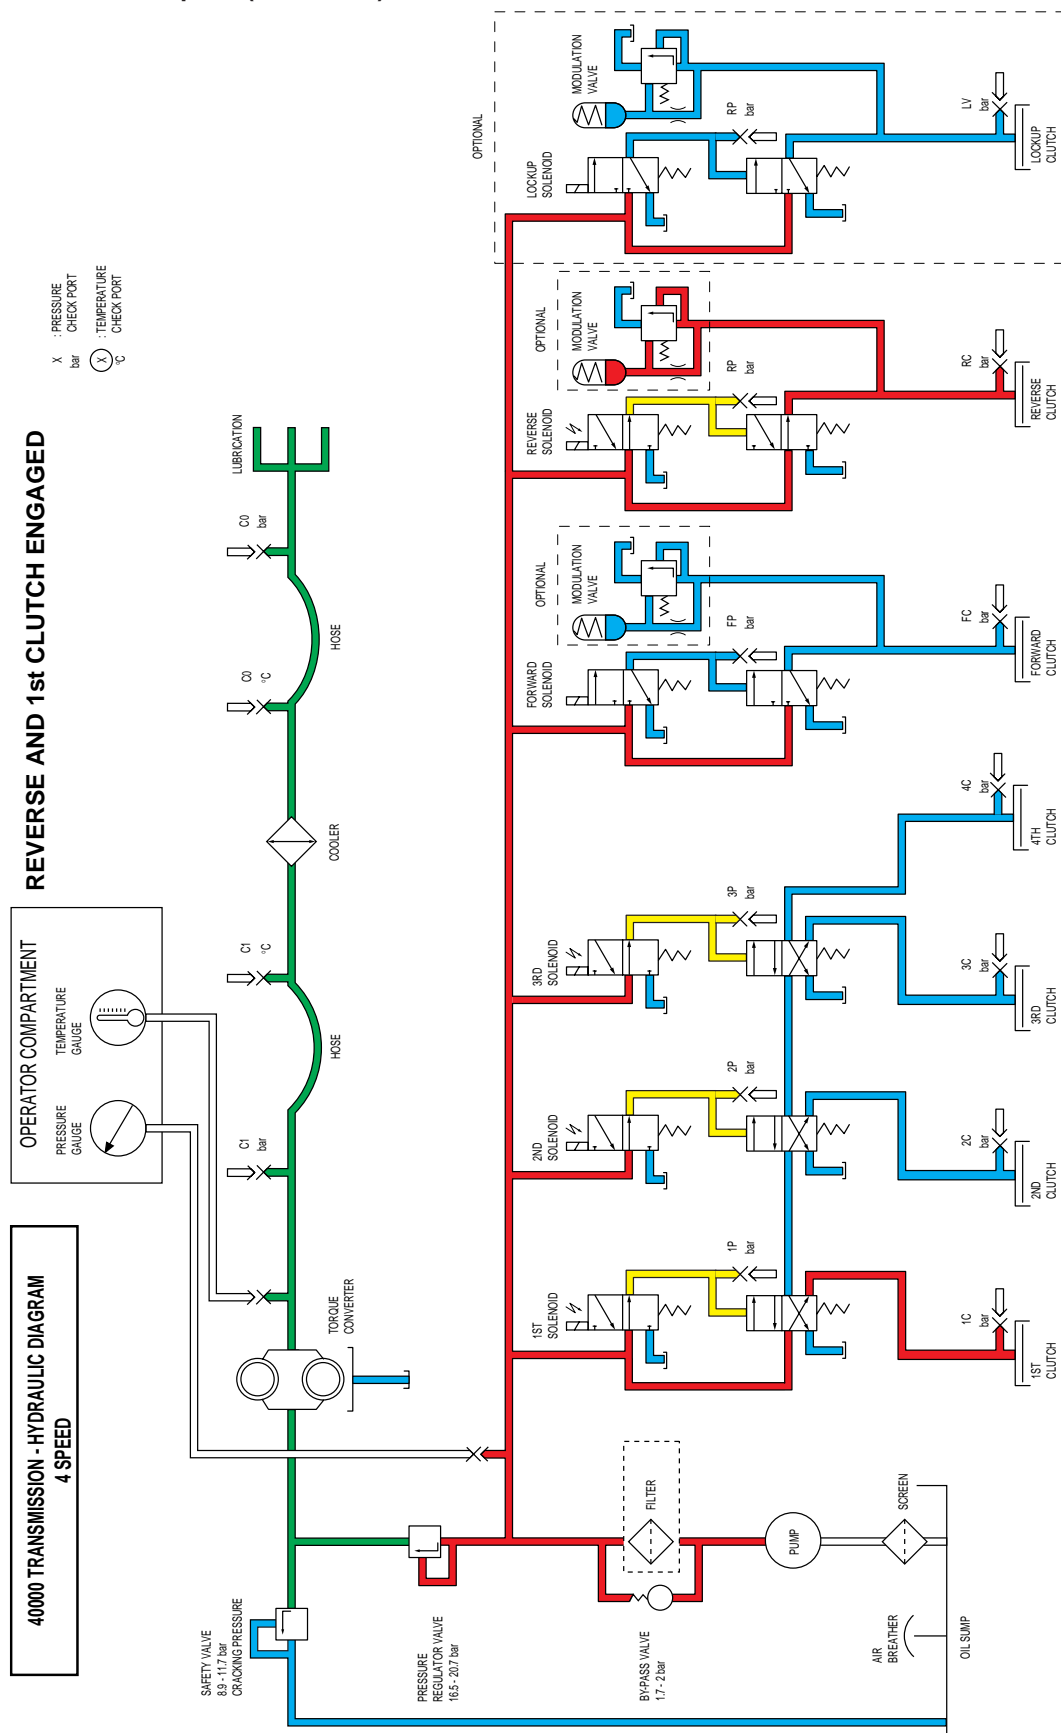 40000 TRANSMISSION - HYDRAULIC DIAGRAM
4 SPEED
REVERSE AND 1st CLUTCH ENGAGED
X : PRESSURE
bar CHECK PORT
X : TEMPERATURE
°C CHECK PORT
OPERATOR COMPARTMENT
PRESSURE
GAUGE
TEMPERATURE
GAUGE
SAFETY VALVE
8.9 - 11.7 bar
CRACKING PRESSURE
TORQUE
CONVERTER
C1
bar
HOSE
C1
°C
COOLER
C0
°C
HOSE
C0
bar
LUBRICATION
PRESSURE
REGULATOR VALVE
16.5 - 20.7 bar
BY-PASS VALVE
1.7 - 2 bar
FILTER
PUMP
SCREEN
AIR
BREATHER
OIL SUMP
1ST
SOLENOID
1P
bar
1C
bar
1ST
CLUTCH
2ND
SOLENOID
2P
bar
2C
bar
2ND
CLUTCH
3RD
SOLENOID
3P
bar
3C
bar
3RD
CLUTCH
4C
bar
4TH
CLUTCH
FORWARD
SOLENOID
OPTIONAL
MODULATION
VALVE
FP
bar
FC
bar
FORWARD
CLUTCH
REVERSE
SOLENOID
OPTIONAL
MODULATION
VALVE
RP
bar
RC
bar
REVERSE
CLUTCH
OPTIONAL
LOCKUP
SOLENOID
MODULATION
VALVE
RP
bar
LV
bar
LOCKUP
CLUTCH